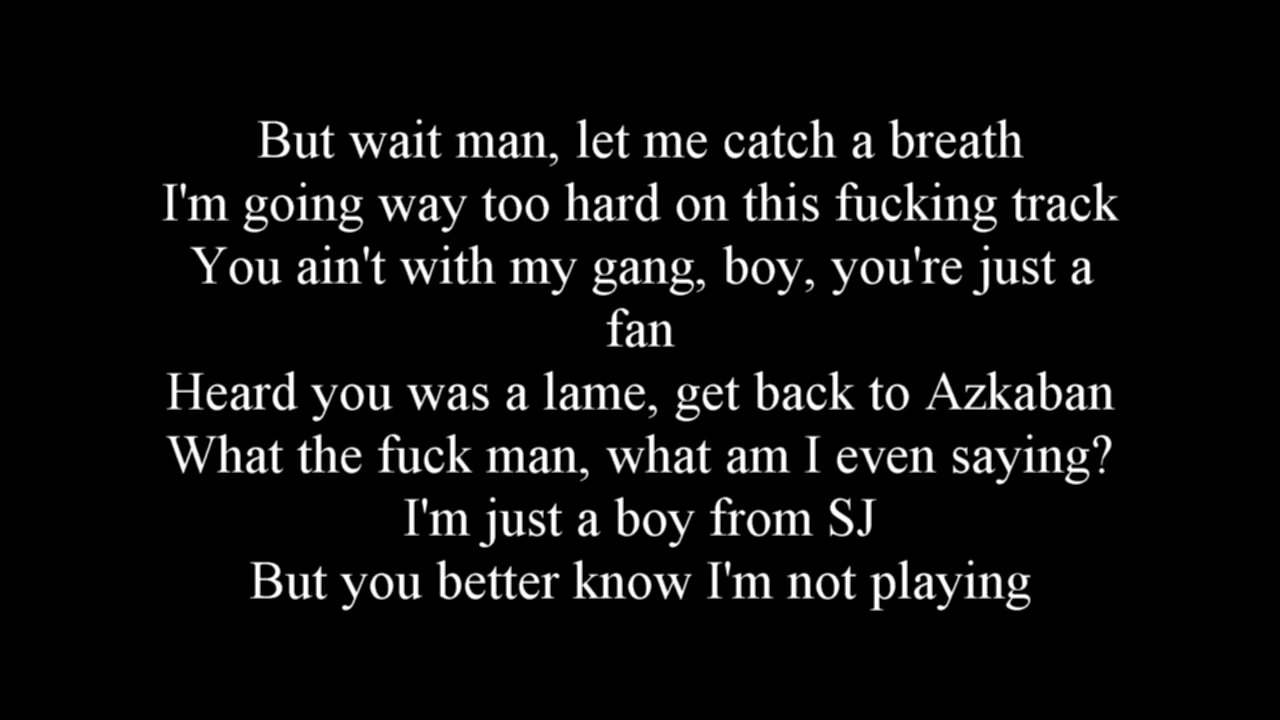 But wait man, let me catch a breath
I'm going way too hard on this fucking track
You ain't with my gang, boy, you're just a
fan
Heard you was a lame, get back to Azkaban
What the fuck man, what am I even saying?
I'm just a boy from SJ
But you better know I'm not playing